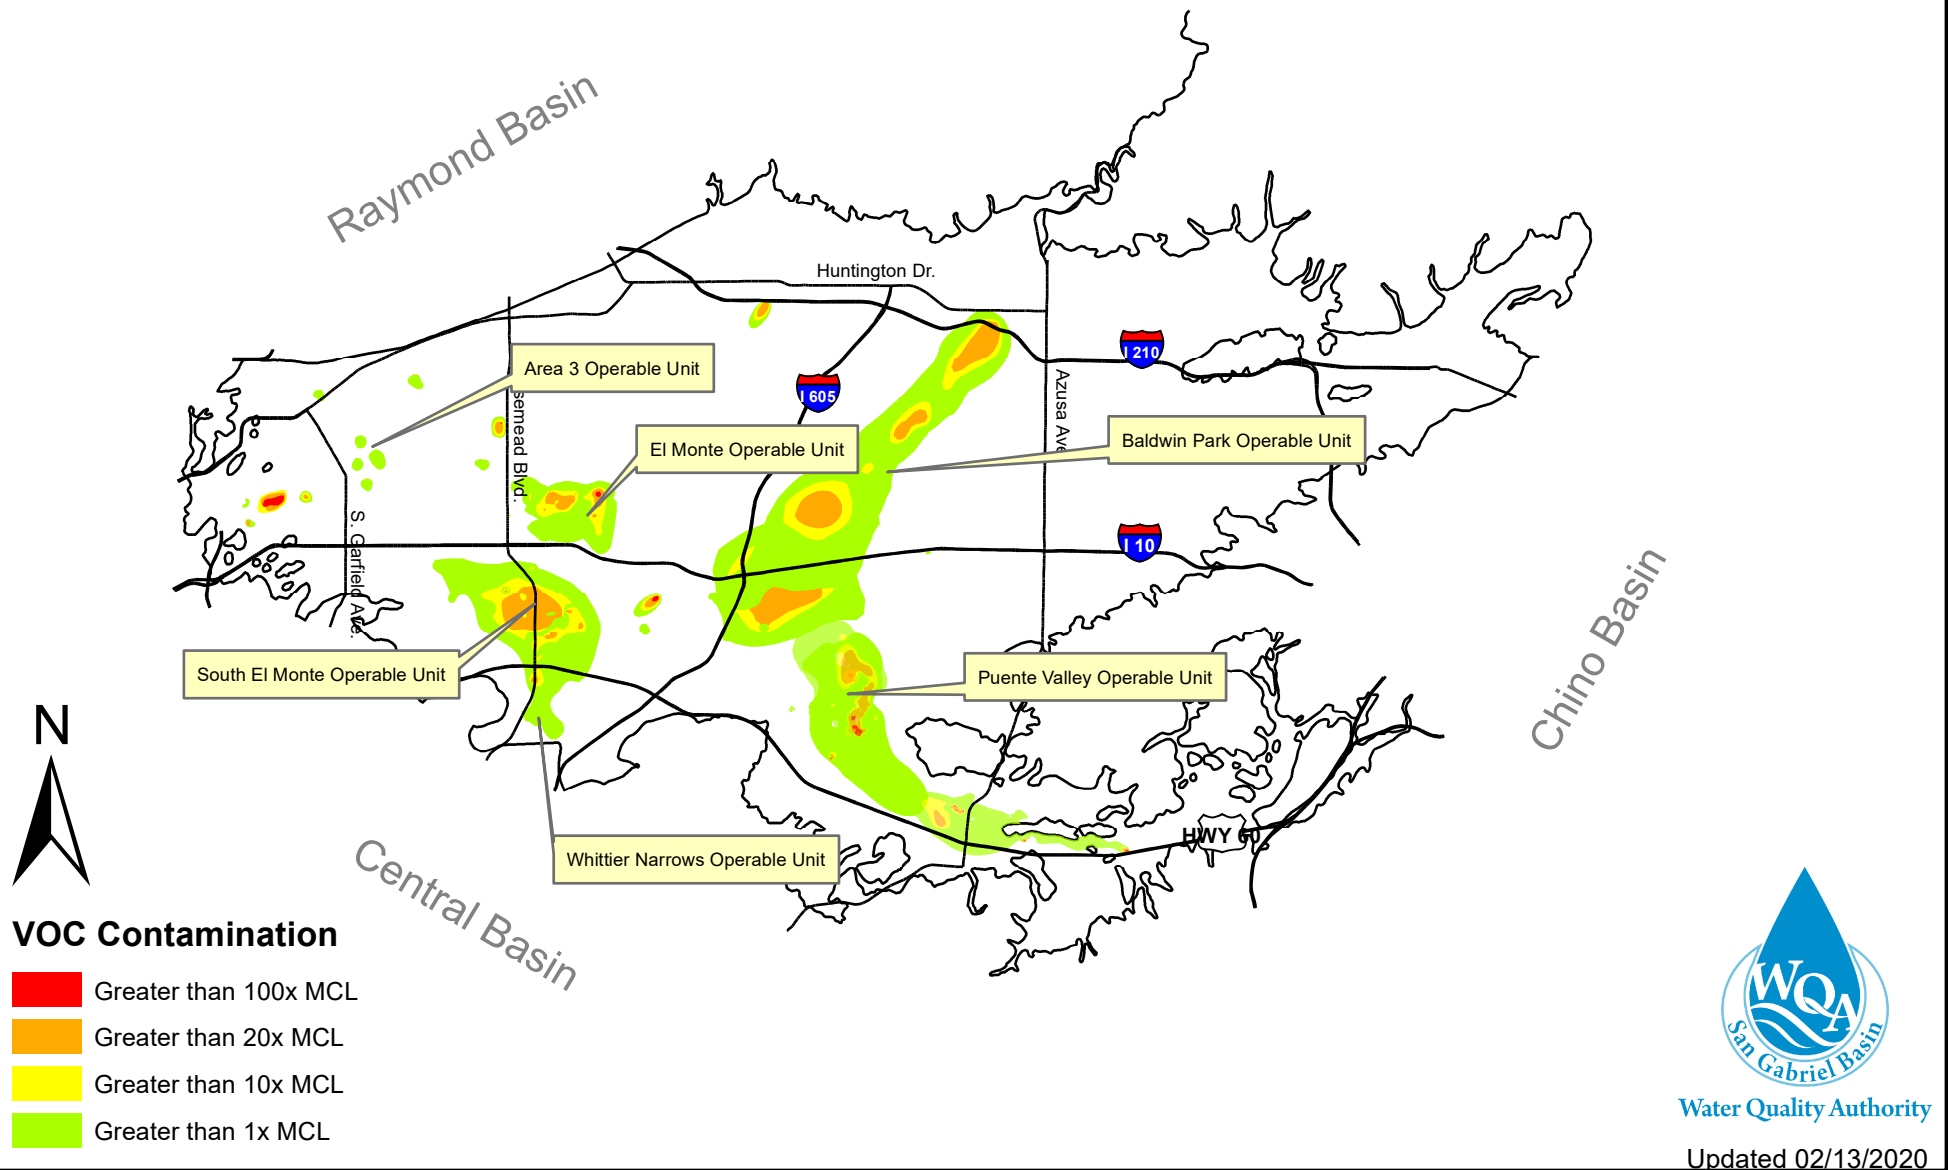 Raymond Basin
Huntington Dr.
I 210
Area 3 Operable Unit
I 605
semead Blvd.
Azusa Ave
El Monte Operable Unit
Baldwin Park Operable Unit
S. Garfield Ave.
I 10
Chino Basin
South El Monte Operable Unit
Puente Valley Operable Unit
N
HWY 60
Whittier Narrows Operable Unit
Central Basin
VOC Contamination
Greater than 100x MCL
Greater than 20x MCL
Greater than 10x MCL
Greater than 1x MCL
WQA
San Gabriel Basin
Water Quality Authority
Updated 02/13/2020